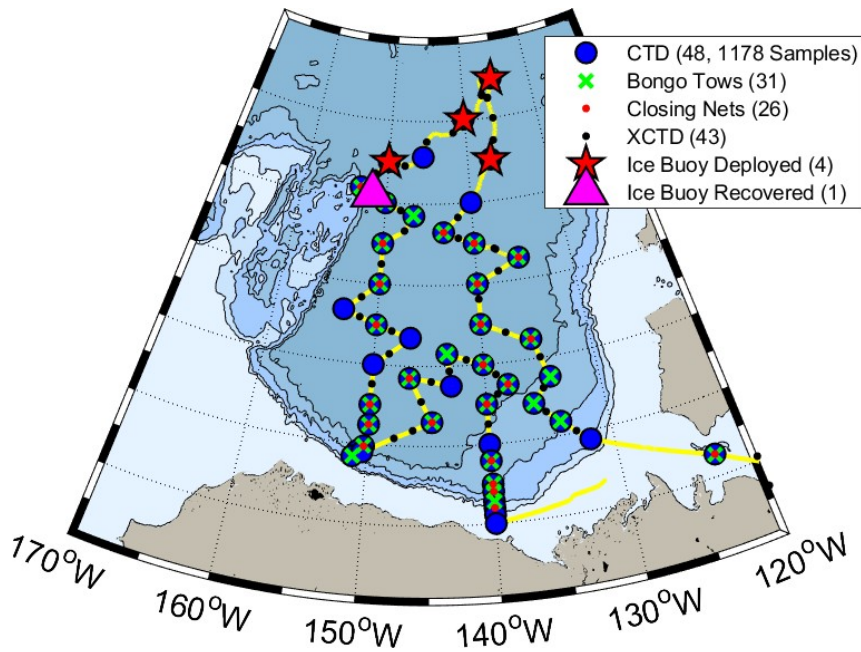 CTD (48, 1178 Samples)
Bongo Tows (31)
Closing Nets (26)
XCTD (43)
Ice Buoy Deployed (4)
Ice Buoy Recovered (1)
170°W
160°W
150°W
140°W
130°W
120°W